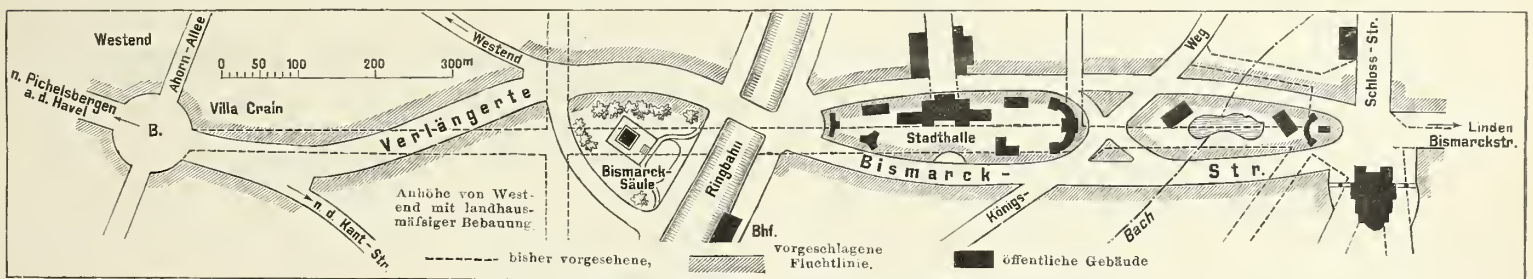 Westend
Ahorn-Allee
n. Pichelsbergen
a. d. Havel
B.
Villa Crain
0 50 100 200 300m
Westend
Verlängerte
n. d. Kant-Str.
Anhöhe von West-
end mit landhaus-
mäfsiger Bebauung.
Bismarck-
Säule
Ringbahn
Bhf.
Stadthalle
Bismarck-
Str.
Königs-
Weg
Bach
Schloss-Str.
Linden
Bismarckstr.
bisher vorgesehene,
vorgeschlagene
Fluchtlinie.
öffentliche Gebäude